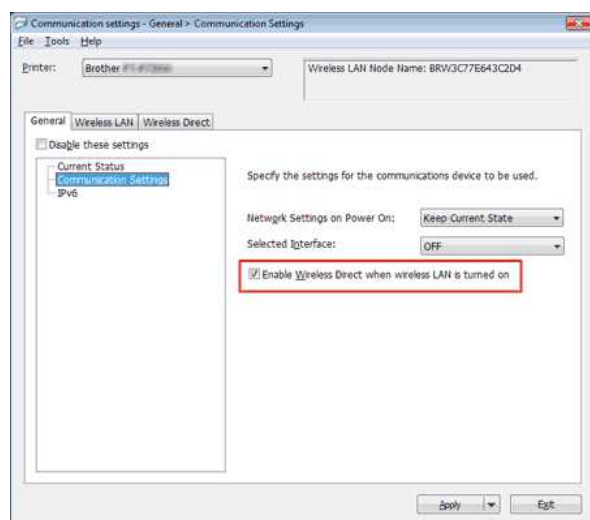 Communication settings - General > Communication Settings
File Tools Help
Printer: Brother
Wireless LAN Node Name: BRW3C77E643C2D4
General Wireless LAN Wireless Direct
Disable these settings
Current Status
Communication Settings
IPv6
Specify the settings for the communications device to be used.
Network Settings on Power On: Keep Current State
Selected Interface: OFF
Enable Wireless Direct when wireless LAN is turned on
Apply Exit